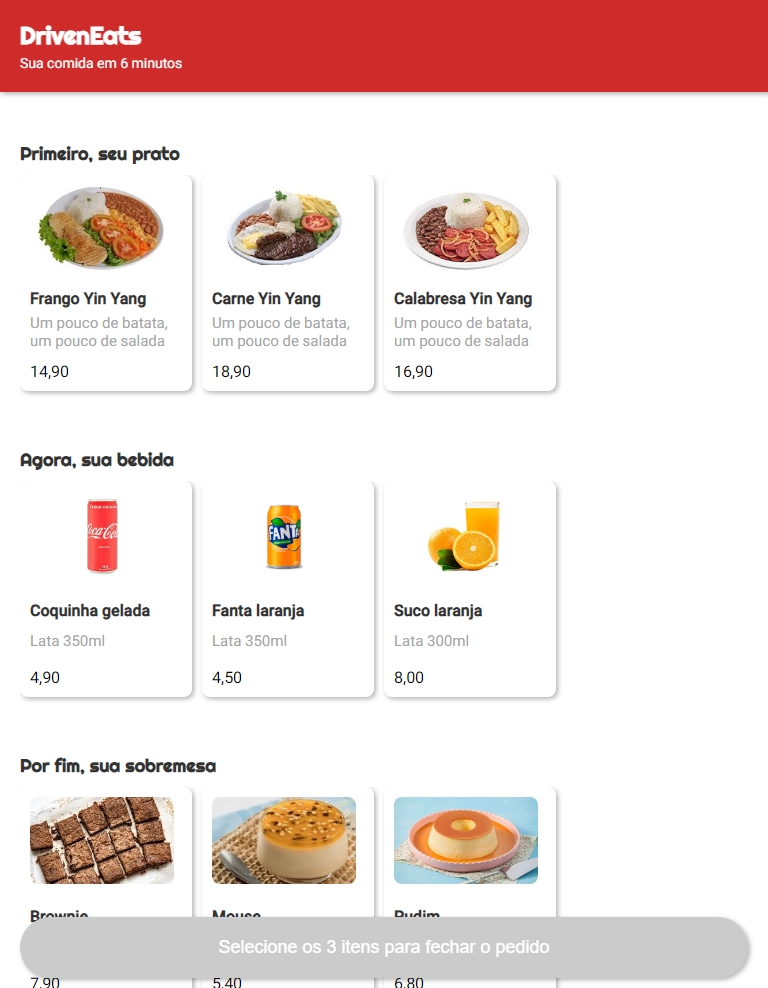 DrivenEats
Sua comida em 6 minutos
Primeiro, seu prato
Frango Yin Yang
Um pouco de batata,
um pouco de salada
14,90
Carne Yin Yang
Um pouco de batata,
um pouco de salada
18,90
Calabresa Yin Yang
Um pouco de batata,
um pouco de salada
16,90
Agora, sua bebida
Coca-Cola
Coquinha gelada
Lata 350ml
4,90
FANTA
Fanta laranja
Lata 350ml
4,50
Suco laranja
Lata 300ml
8,00
Por fim, sua sobremesa
Brownie
Mouse
Pudim
Selecione os 3 itens para fechar o pedido
7,90
5,40
6,80